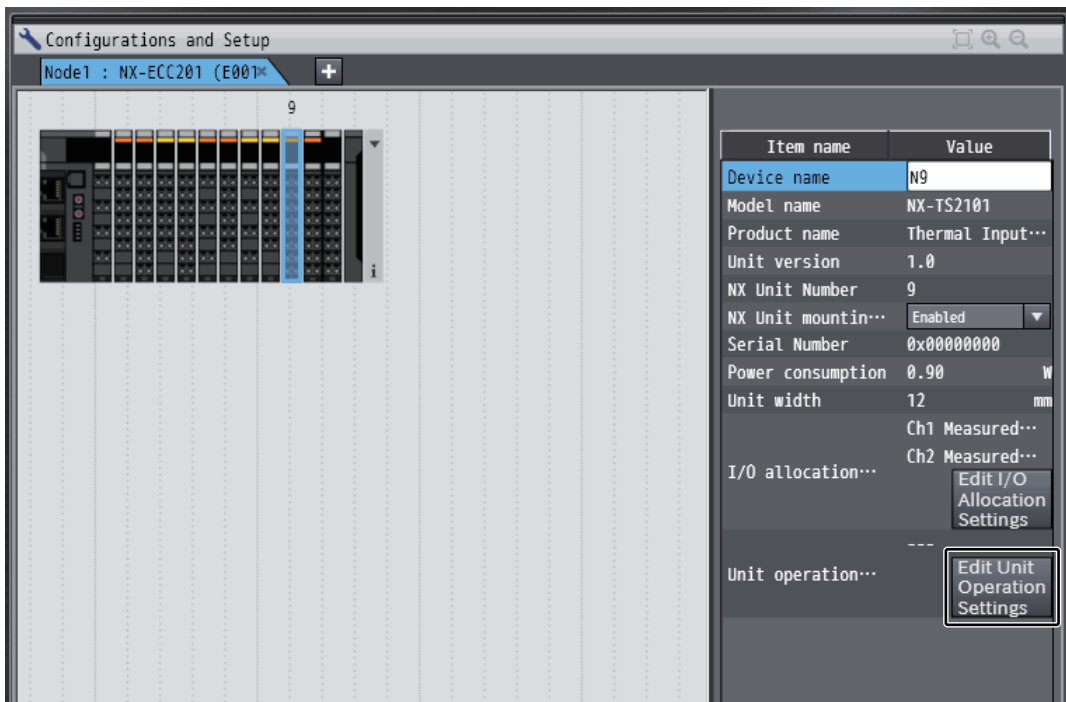 Configurations and Setup
Node1 : NX-ECC201 (E001
9
Item name Value
Device name N9
Model name NX-TS2101
Product name Thermal Input…
Unit version 1.0
NX Unit Number 9
NX Unit mountin… Enabled
Serial Number 0x00000000
Power consumption 0.90 W
Unit width 12 mm
I/O allocation… Ch1 Measured…
Ch2 Measured…
Edit I/O
Allocation
Settings
Unit operation… ---
Edit Unit
Operation
Settings
i